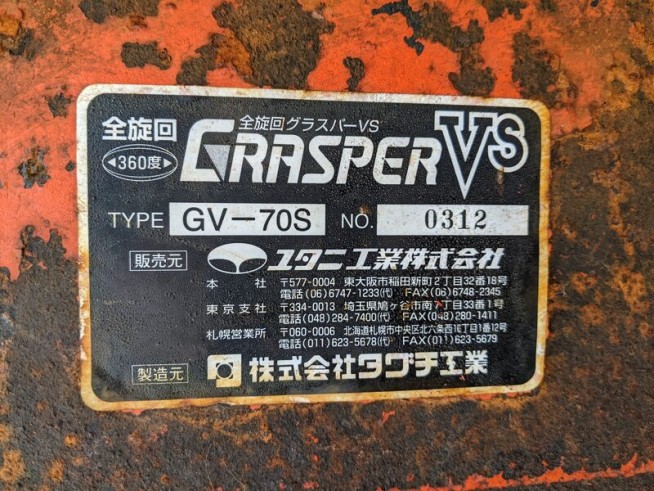 全旋回
360度
全旋回グラスパーVS
GRASPER VS
TYPE GV-70S NO. 0312
販売元 ユタニ工業株式会社
本社 〒577-0004 東大阪市稲田新町2丁目32番18号
電話(06)6747-1233(代) FAX(06)6748-2345
東京支社 〒334-0013 埼玉県鳩ヶ谷市南7丁目33番1号
電話(048)284-7400(代) FAX(048)280-1411
札幌営業所 〒060-0006 北海道札幌市中央区北六条西16丁目1番12号
電話(011)623-5678(代) FAX(011)623-5679
製造元 株式会社タグチ工業